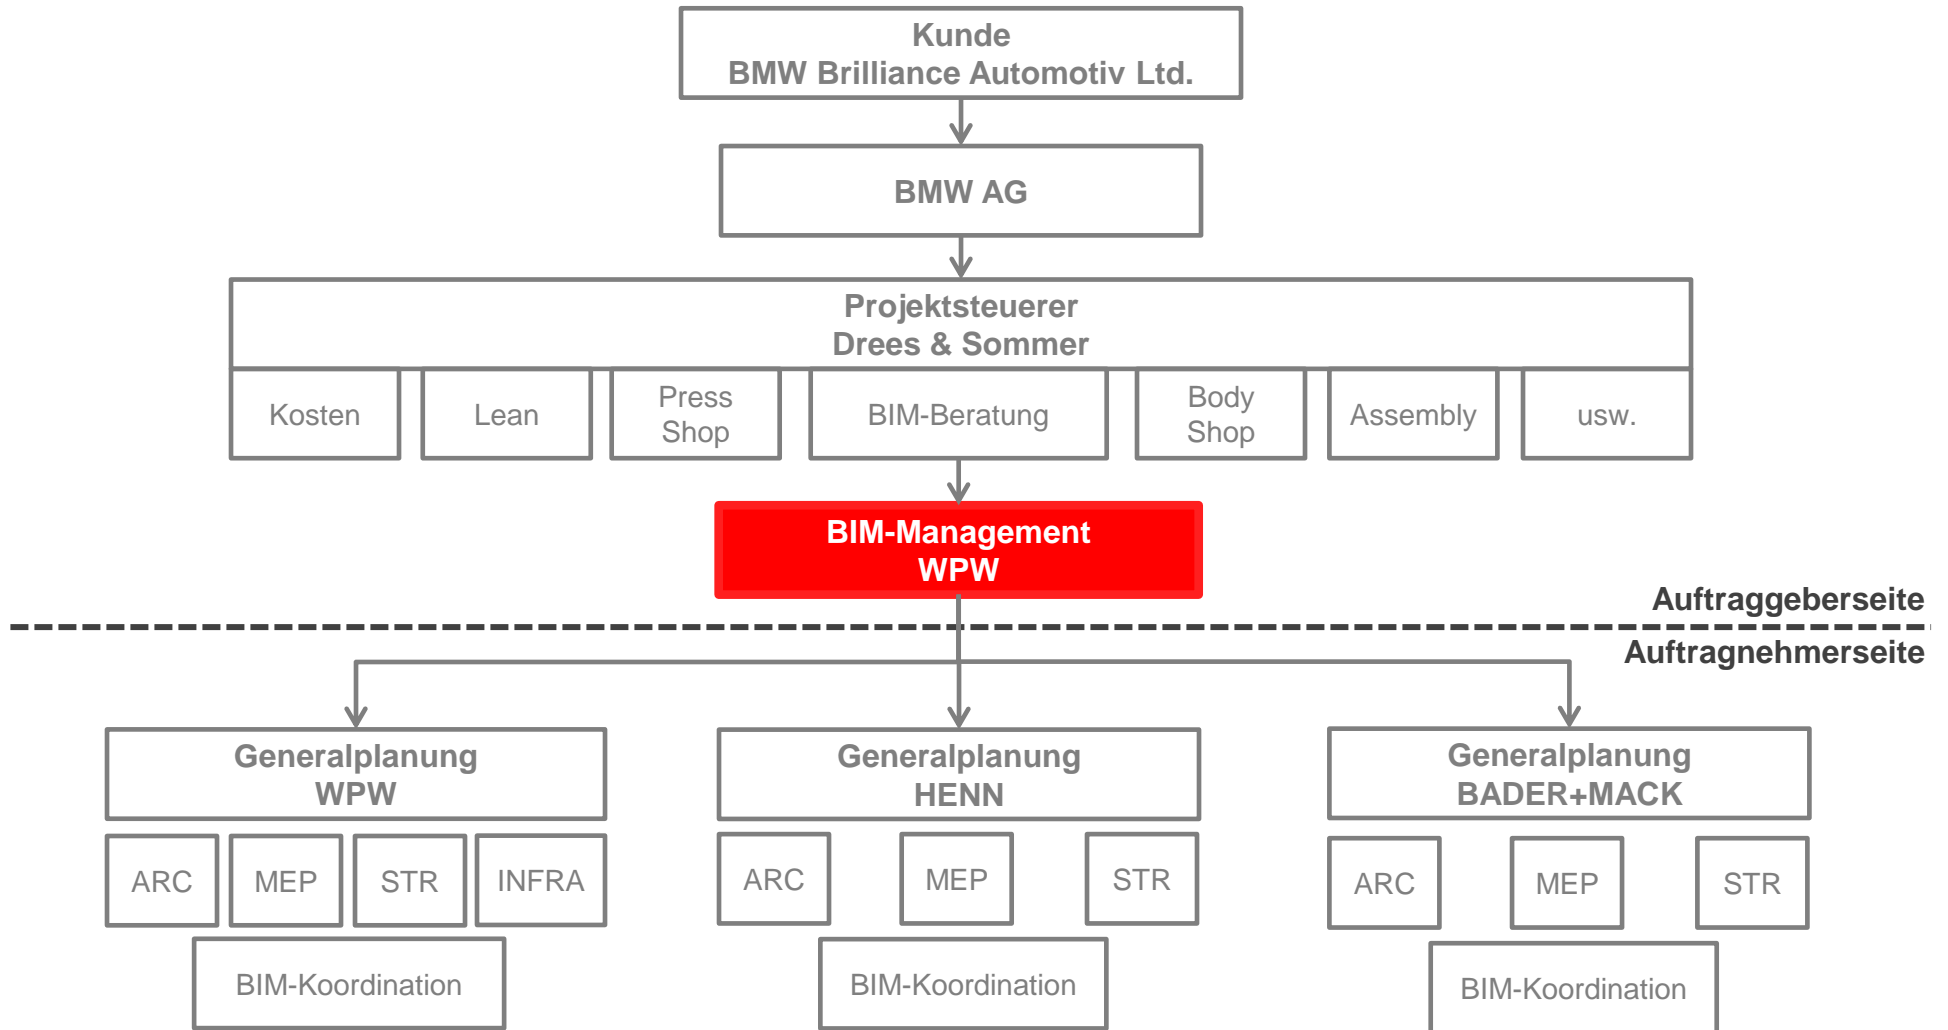 Kunde
BMW Brilliance Automotiv Ltd.
BMW AG
Projektsteuerer
Drees & Sommer
Kosten
Lean
Press
Shop
BIM-Beratung
Body
Shop
Assembly
usw.
BIM-Management
WPW
Auftraggeberseite
Auftragnehmerseite
Generalplanung
WPW
ARC
MEP
STR
INFRA
BIM-Koordination
Generalplanung
HENN
ARC
MEP
STR
BIM-Koordination
Generalplanung
BADER+MACK
ARC
MEP
STR
BIM-Koordination